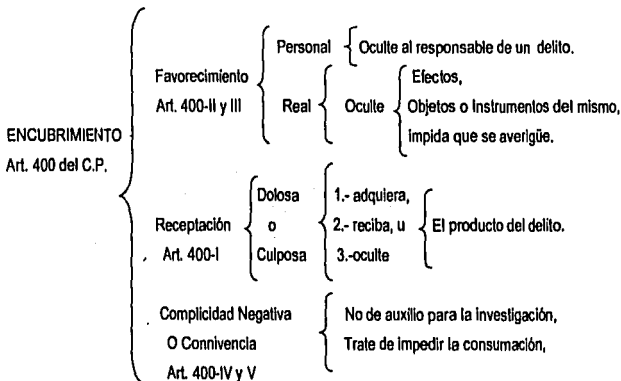 ENCUBRIMIENTO
Art. 400 del C.P.
Favorecimiento
Art. 400-II y III
Personal
Oculte al responsable de un delito.
Real
Oculte
Efectos,
Objetos o Instrumentos del mismo,
impida que se averigüe.
Receptación
Art. 400-I
Dolosa
o
Culposa
1.- adquiera,
2.- reciba, u
3.-oculte
El producto del delito.
Complicidad Negativa
O Connivencia
Art. 400-IV y V
No de auxilio para la investigación,
Trate de impedir la consumación,